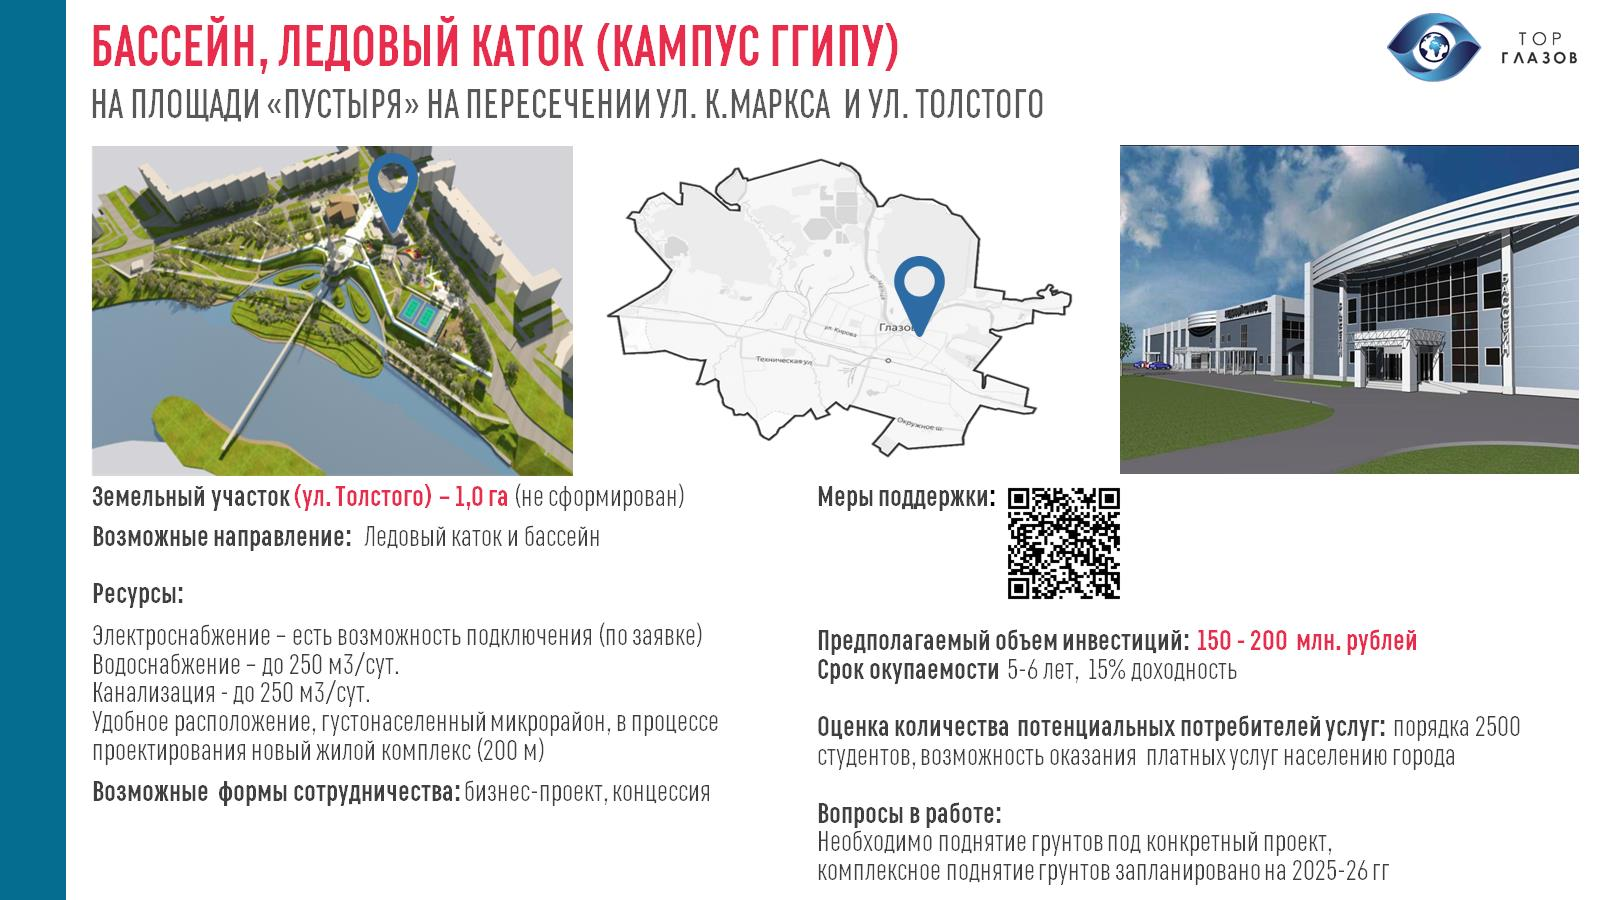 БАССЕЙН, ЛЕДОВЫЙ КАТОК (КАМПУС ГГИПУ)
НА ПЛОЩАДИ «ПУСТЫРЯ» НА ПЕРЕСЕЧЕНИИ УЛ. К.МАРКСА И УЛ. ТОЛСТОГО
ТОР
ГЛАЗОВ
ул. Кирова
Глазов
Техническая ул.
Окружное ш.
Земельный участок (ул. Толстого) – 1,0 га (не сформирован)
Возможные направление: Ледовый каток и бассейн
Ресурсы:
Электроснабжение – есть возможность подключения (по заявке)
Водоснабжение – до 250 м3/сут.
Канализация - до 250 м3/сут.
Удобное расположение, густонаселенный микрорайон, в процессе
проектирования новый жилой комплекс (200 м)
Возможные формы сотрудничества: бизнес-проект, концессия
Меры поддержки:
Предполагаемый объем инвестиций: 150 - 200 млн. рублей
Срок окупаемости 5-6 лет, 15% доходность
Оценка количества потенциальных потребителей услуг: порядка 2500
студентов, возможность оказания платных услуг населению города
Вопросы в работе:
Необходимо поднятие грунтов под конкретный проект,
комплексное поднятие грунтов запланировано на 2025-26 гг